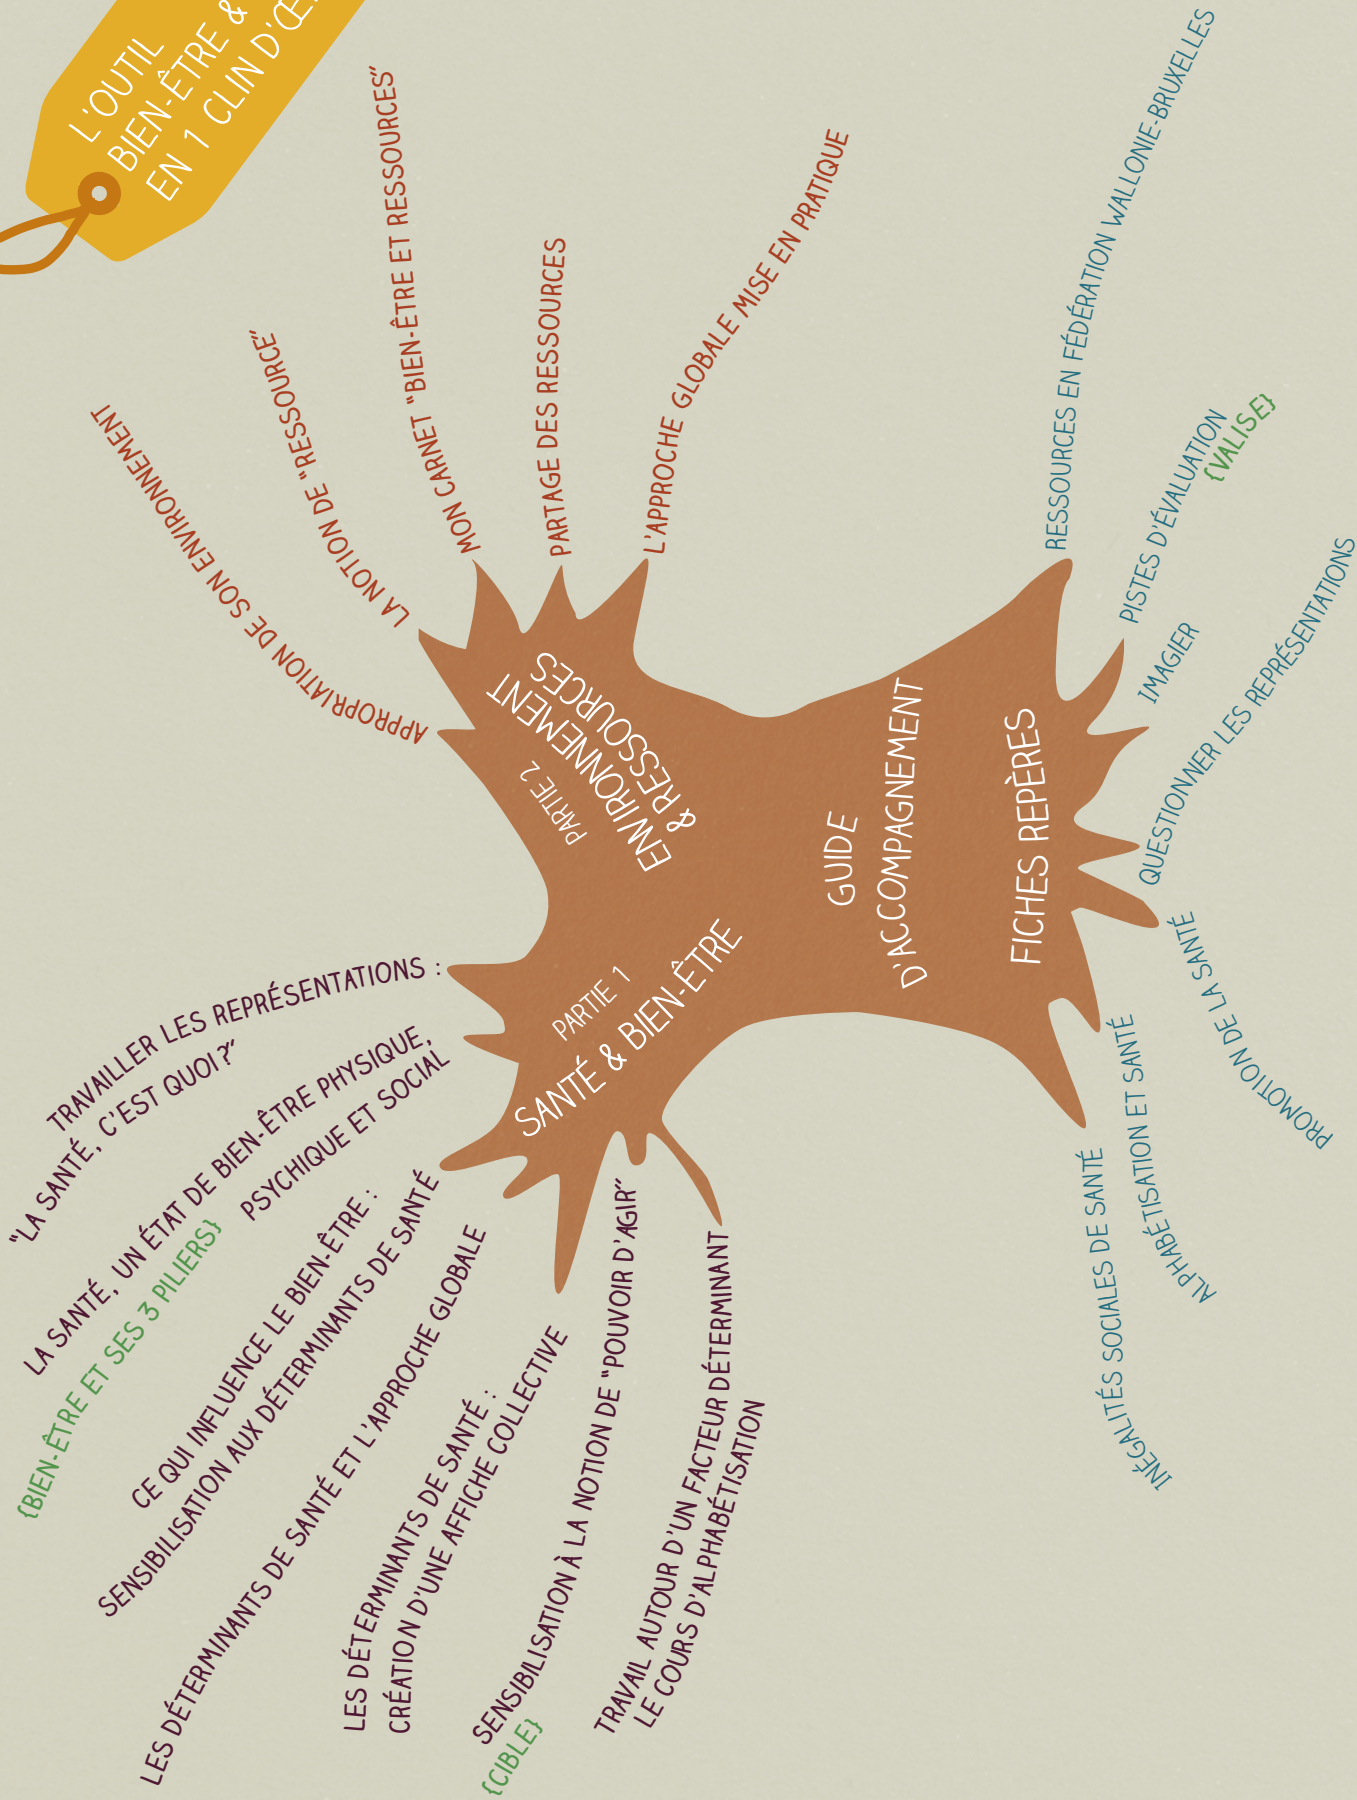 L'OUTIL
BIEN-ÊTRE &
EN 1 CLIN D'ŒI
APPROPRIATION DE SON ENVIRONNEMENT
LA NOTION DE "RESSOURCE"
MON CARNET "BIEN-ÊTRE ET RESSOURCES"
PARTAGE DES RESSOURCES
L'APPROCHE GLOBALE MISE EN PRATIQUE
PARTIE 2
ENVIRONNEMENT
& RESSOURCES
GUIDE
D'ACCOMPAGNEMENT
FICHES REPÈRES
RESSOURCES EN FÉDÉRATION WALLONIE-BRUXELLES
PISTES D'ÉVALUATION
{VALISE}
IMAGIER
QUESTIONNER LES REPRÉSENTATIONS
PROMOTION DE LA SANTÉ
ALPHABÉTISATION ET SANTÉ
INÉGALITÉS SOCIALES DE SANTÉ
PARTIE 1
SANTÉ & BIEN-ÊTRE
TRAVAILLER LES REPRÉSENTATIONS :
"LA SANTÉ, C'EST QUOI ?"
LA SANTÉ, UN ÉTAT DE BIEN-ÊTRE PHYSIQUE,
PSYCHIQUE ET SOCIAL
{BIEN-ÊTRE ET SES 3 PILIERS}
CE QUI INFLUENCE LE BIEN-ÊTRE :
SENSIBILISATION AUX DÉTERMINANTS DE SANTÉ
LES DÉTERMINANTS DE SANTÉ ET L'APPROCHE GLOBALE
LES DÉTERMINANTS DE SANTÉ :
CRÉATION D'UNE AFFICHE COLLECTIVE
SENSIBILISATION À LA NOTION DE "POUVOIR D'AGIR"
{CIBLE}
TRAVAIL AUTOUR D'UN FACTEUR DÉTERMINANT
LE COURS D'ALPHABÉTISATION